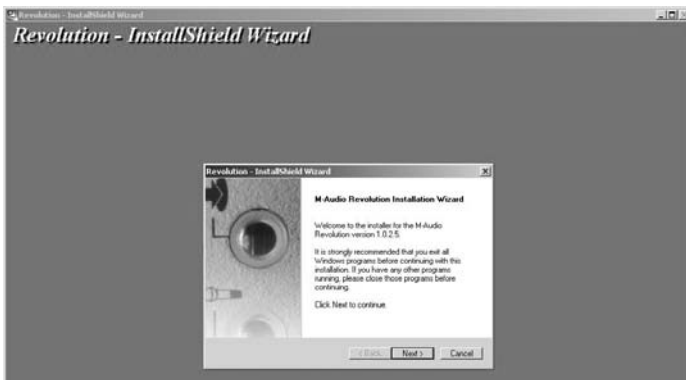 Revolution - InstallShield Wizard
Revolution - InstallShield Wizard
Revolution - InstallShield Wizard
M-Audio Revolution Installation Wizard
Welcome to the installer for the M-Audio
Revolution version 1.0.2.5.
It is strongly recommended that you exit all
Windows programs before continuing with this
installation. If you have any other programs
running, please close those programs before
continuing.
Click Next to continue.
< Back Next > Cancel